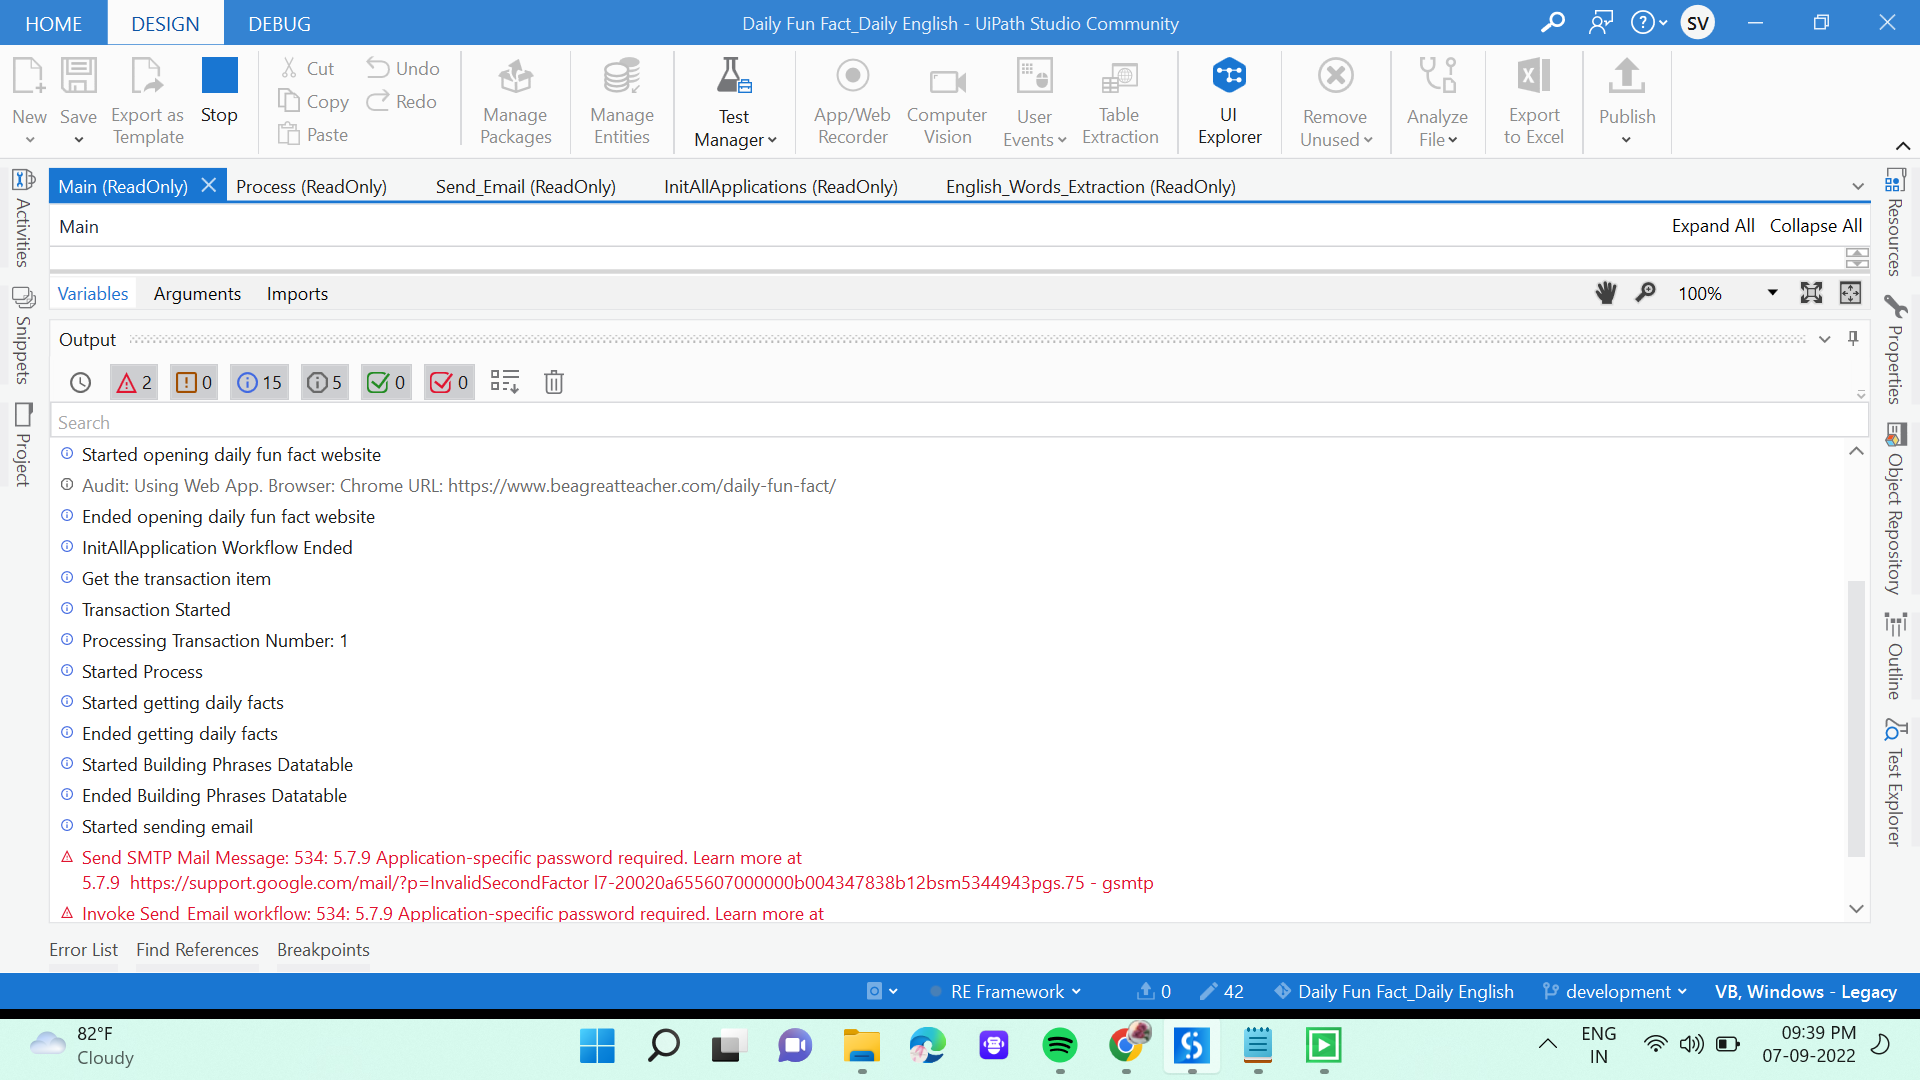 HOME
DESIGN
DEBUG
Daily Fun Fact_Daily English - UiPath Studio Community
SV
New
Save
Export as
Template
Stop
Cut
Copy
Paste
Undo
Redo
Manage
Packages
Manage
Entities
Test
Manager
App/Web
Recorder
Computer
Vision
User
Events
Table
Extraction
UI
Explorer
Remove
Unused
Analyze
File
Export
to Excel
Publish
Main (ReadOnly)
Process (ReadOnly)
Send_Email (ReadOnly)
InitAllApplications (ReadOnly)
English_Words_Extraction (ReadOnly)
Main
Expand All
Collapse All
Variables
Arguments
Imports
100%
Output
2
0
15
5
0
0
Search
Started opening daily fun fact website
Audit: Using Web App. Browser: Chrome URL: https://www.beagreatteacher.com/daily-fun-fact/
Ended opening daily fun fact website
InitAllApplication Workflow Ended
Get the transaction item
Transaction Started
Processing Transaction Number: 1
Started Process
Started getting daily facts
Ended getting daily facts
Started Building Phrases Datatable
Ended Building Phrases Datatable
Started sending email
Send SMTP Mail Message: 534: 5.7.9 Application-specific password required. Learn more at
5.7.9  https://support.google.com/mail/?p=InvalidSecondFactor l7-20020a655607000000b004347838b12bsm5344943pgs.75 - gsmtp
Invoke Send_Email workflow: 534: 5.7.9 Application-specific password required. Learn more at
Activities
Snippets
Project
Resources
Properties
Object Repository
Outline
Test Explorer
Error List
Find References
Breakpoints
RE Framework
0
42
Daily Fun Fact_Daily English
development
VB, Windows - Legacy
82°F
Cloudy
ENG
IN
09:39 PM
07-09-2022